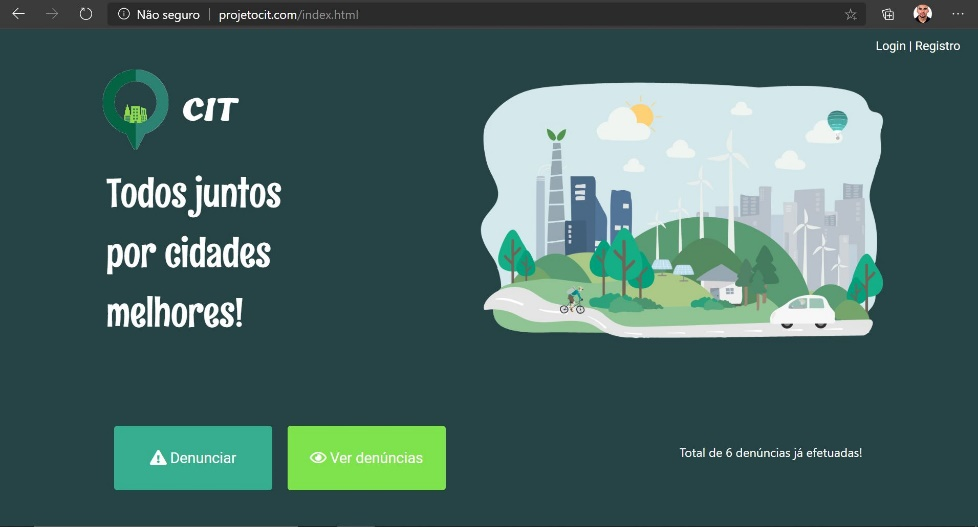 Não seguro | projetocit.com/index.html
Login | Registro
CIT
Todos juntos
por cidades
melhores!
Denunciar
Ver denúncias
Total de 6 denúncias já efetuadas!